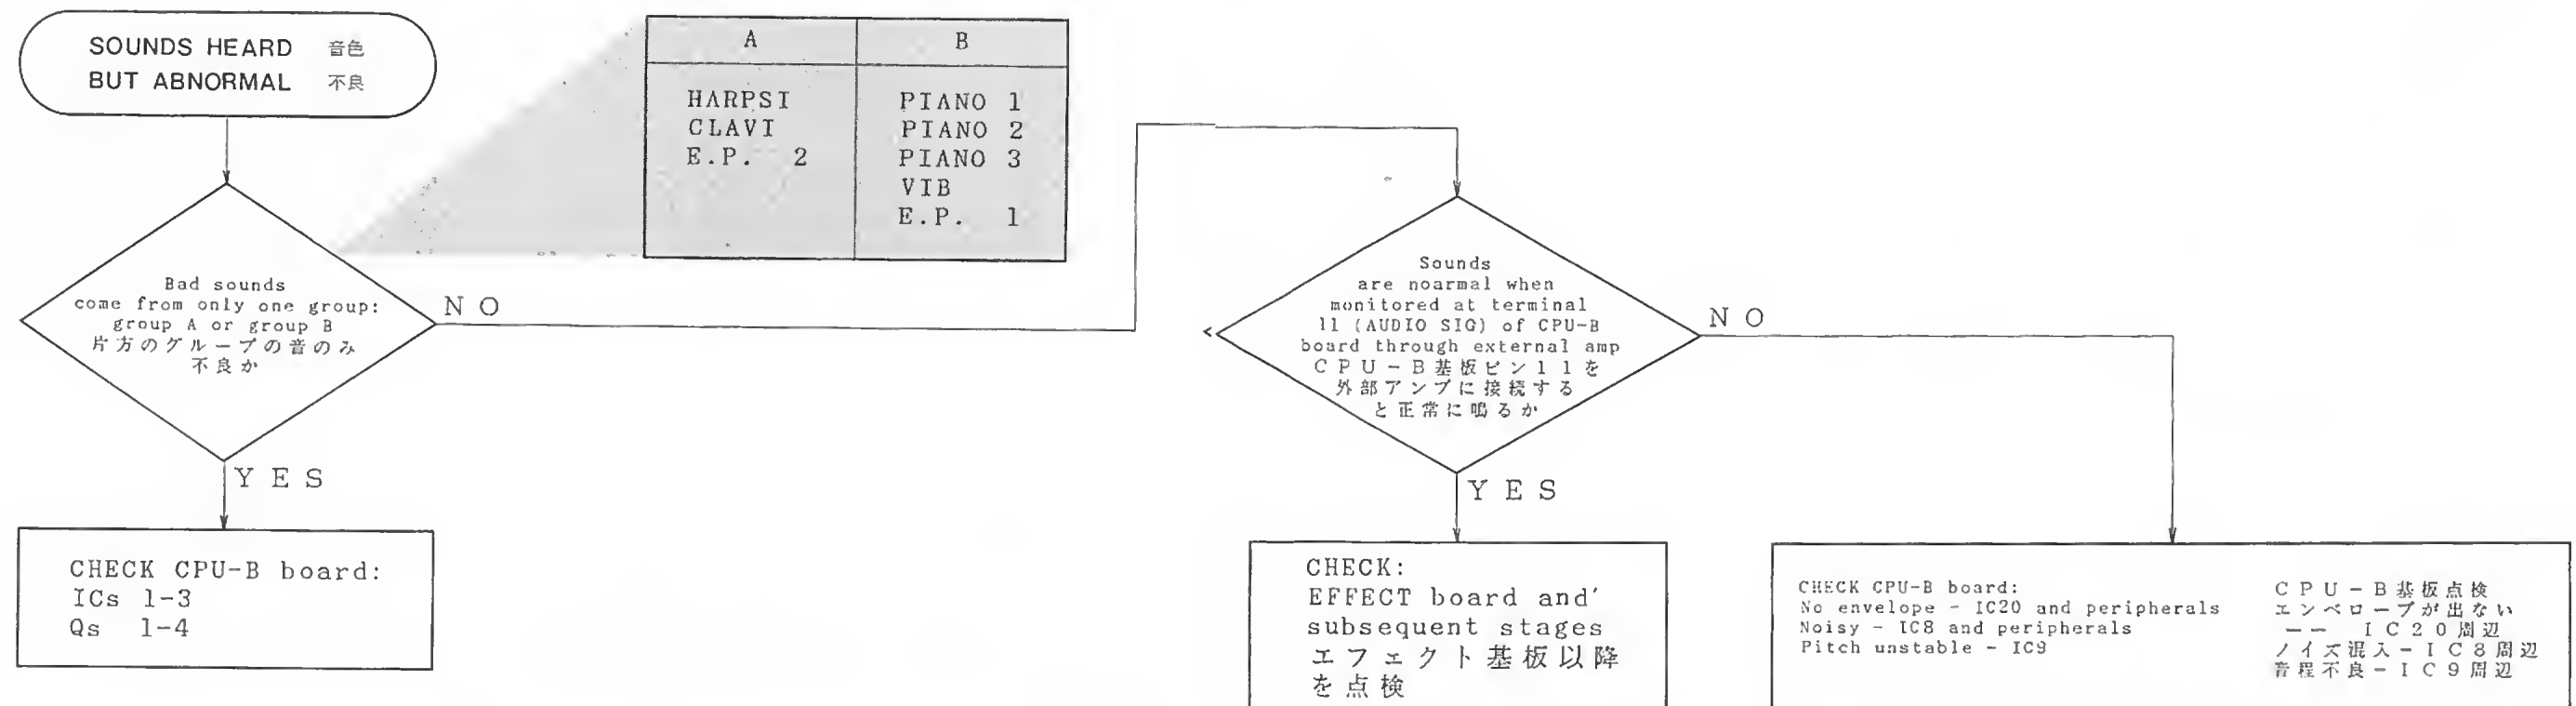 SOUNDS HEARD 音色
BUT ABNORMAL 不良
A B
HARPSI PIANO 1
CLAVI PIANO 2
E.P. 2 PIANO 3
VIB
E.P. 1
Bad sounds
come from only one group:
group A or group B
片方のグループの音のみ
不良か
NO
YES
CHECK CPU-B board:
ICs 1-3
Qs 1-4
Sounds
are noarmal when
monitored at terminal
11 (AUDIO SIG) of CPU-B
board through external amp
CPU-B基板ピン11を
外部アンプに接続する
と正常に鳴るか
NO
YES
CHECK:
EFFECT board and'
subsequent stages
エフェクト基板以降
を点検
CHECK CPU-B board:
No envelope - IC20 and peripherals
Noisy - IC8 and peripherals
Pitch unstable - IC9
CPU-B基板点検
エンベロープが出ない
—— IC20周辺
ノイズ混入-IC8周辺
音程不良-IC9周辺